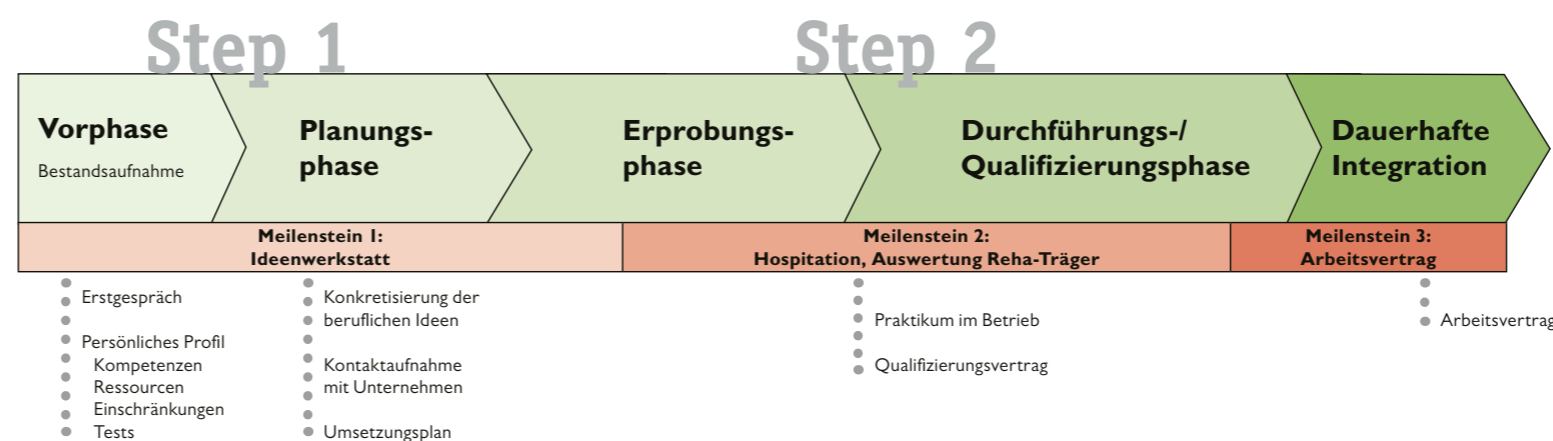 Step 1
Step 2
Vorphase
Bestandsaufnahme
Planungs-
phase
Erprobungs-
phase
Durchführungs-/
Qualifizierungsphase
Dauerhafte
Integration
Meilenstein 1:
Ideenwerkstatt
Meilenstein 2:
Hospitation, Auswertung Reha-Träger
Meilenstein 3:
Arbeitsvertrag
Erstgespräch
Persönliches Profil
Kompetenzen
Ressourcen
Einschränkungen
Tests
Konkretisierung der
beruflichen Ideen
Kontaktaufnahme
mit Unternehmen
Umsetzungsplan
Praktikum im Betrieb
Qualifizierungsvertrag
Arbeitsvertrag